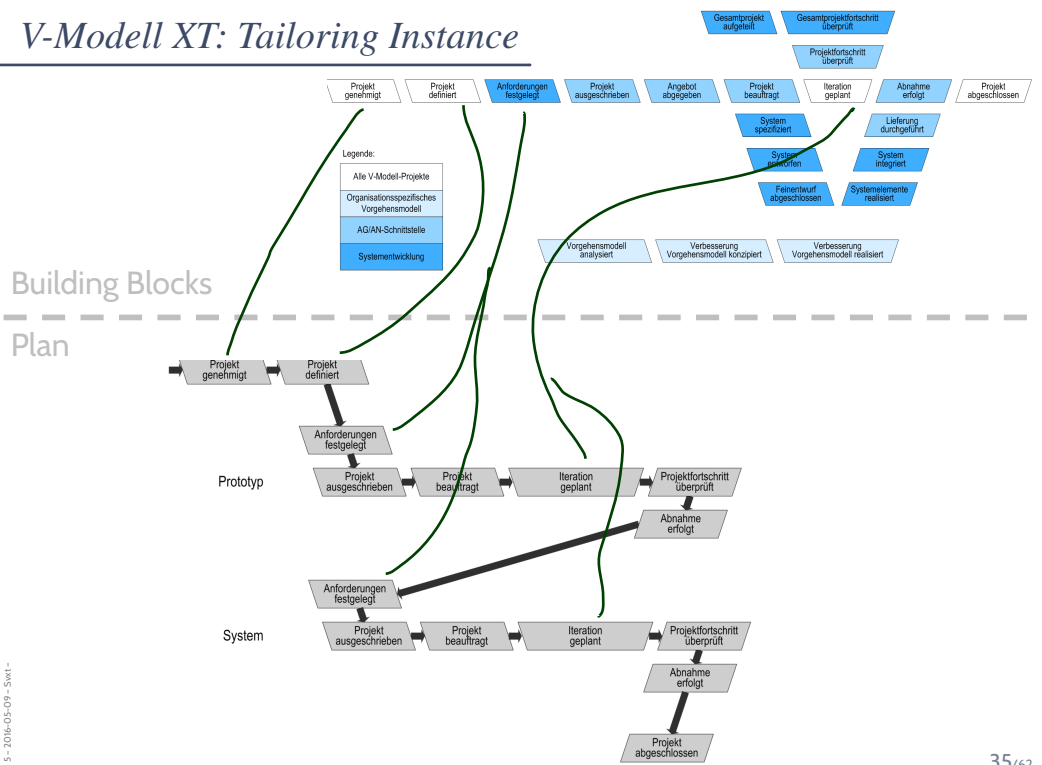 V-Modell XT: Tailoring Instance
Gesamtprojekt
aufgeteilt
Gesamtprojektfortschritt
überprüft
Projektfortschritt
überprüft
Projekt
genehmigt
Projekt
definiert
Anforderungen
festgelegt
Projekt
ausgeschrieben
Angebot
abgegeben
Projekt
beauftragt
Iteration
geplant
Abnahme
erfolgt
Projekt
abgeschlossen
System
spezifiziert
Lieferung
durchgeführt
System
entworfen
System
integriert
Feinentwurf
abgeschlossen
Systemelemente
realisiert
Legende:
Alle V-Modell-Projekte
Organisationsspezifisches
Vorgehensmodell
AG/AN-Schnittstelle
Systementwicklung
Vorgehensmodell
analysiert
Verbesserung
Vorgehensmodell konzipiert
Verbesserung
Vorgehensmodell realisiert
Building Blocks
Plan
Projekt
genehmigt
Projekt
definiert
Anforderungen
festgelegt
Prototyp
Projekt
ausgeschrieben
Projekt
beauftragt
Iteration
geplant
Projektfortschritt
überprüft
Abnahme
erfolgt
Anforderungen
festgelegt
System
Projekt
ausgeschrieben
Projekt
beauftragt
Iteration
geplant
Projektfortschritt
überprüft
Abnahme
erfolgt
Projekt
abgeschlossen
5 – 2016-05-09 – Svxt –
35/62